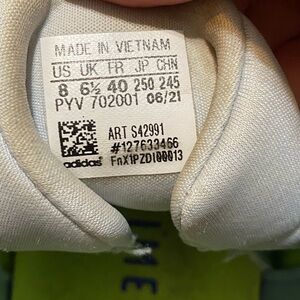 MADE IN VIETNAM
US UK FR JP CHN
8 6½ 40 250 245
PYV 702001 06/21
ART S42991
#127633466
adidas FnX1PZD100013
IME